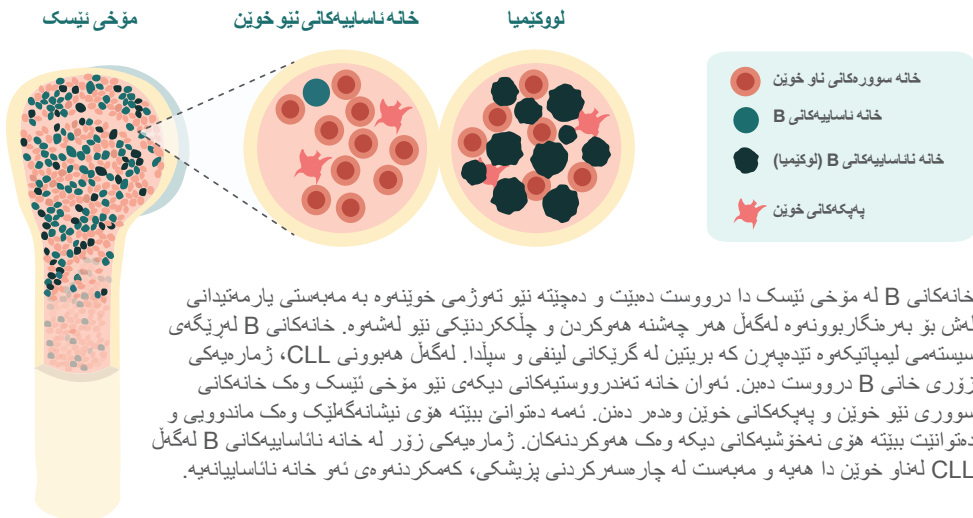 لووکێمیا
خانە ئاساییەکانی نێو خوێن
مۆخی ئێسک
خانە سوورەکانی ناو خوێن
خانە ئاساییەکانی B
خانە نائاساییەکانی B (لوکێمیا)
پەپکەکانی خوێن
خانەکانی B لە مۆخی ئێسک دا درووست دەبێت و دەچێتە نێو تەوژمی خوێنەوە بە مەبەستی یارمەتیدانی
لەش بۆ بەرەنگاربوونەوە لەگەڵ هەر چەشنە هەوکردن و چڵککردنێکی نێو لەشەوە. خانەکانی B لەڕێگەی
سیستەمی لیمپاتیکەوە تێدەپەڕن کە بریتین لە گرێکانی لینفی و سپڵدا. لەگەڵ هەبوونی CLL، ژمارەیەکی
زۆری خانی B درووست دەبن. ئەوان خانە تەندرووستیەکانی دیکەی نێو مۆخی ئێسک وەک خانەکانی
سووری نێو خوێن و پەپکەکانی خوێن وەدەر دەنن. ئەمە دەتوانێ ببێتە هۆی نیشانەگەلێک وەک ماندوویی و
دەتوانێت ببێتە هۆی نەخۆشیەکانی دیکە وەک هەوکردنەکان. ژمارەیەکی زۆر لە خانە نائاساییەکانی B لەگەڵ
CLL لەناو خوێن دا هەیە و مەبەست لە چارەسەرکردنی پزیشکی، کەمکردنەوەی ئەو خانە نائاساییانەیە.